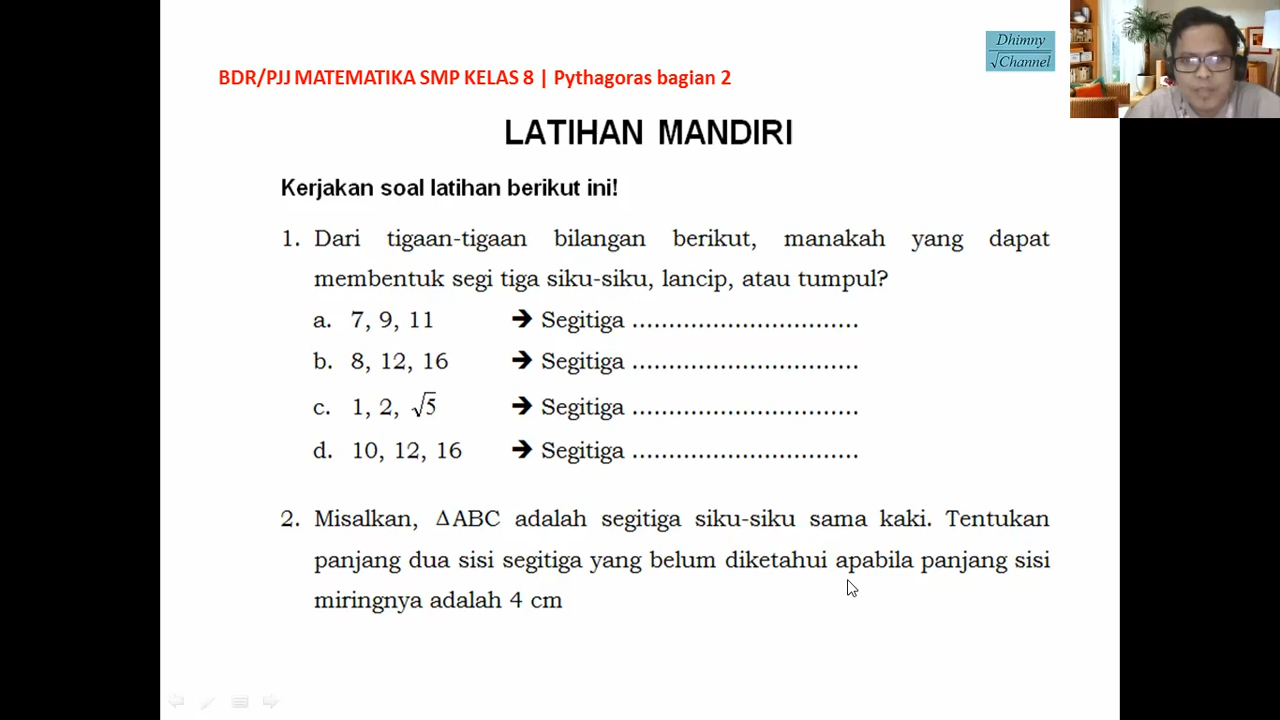 Dhimny
√Channel
BDR/PJJ MATEMATIKA SMP KELAS 8 | Pythagoras bagian 2
LATIHAN MANDIRI
Kerjakan soal latihan berikut ini!
1. Dari tigaan-tigaan bilangan berikut, manakah yang dapat
membentuk segi tiga siku-siku, lancip, atau tumpul?
a. 7, 9, 11 ➔ Segitiga ...............................
b. 8, 12, 16 ➔ Segitiga ...............................
c. 1, 2, √5 ➔ Segitiga ...............................
d. 10, 12, 16 ➔ Segitiga ...............................
2. Misalkan, ΔABC adalah segitiga siku-siku sama kaki. Tentukan
panjang dua sisi segitiga yang belum diketahui apabila panjang sisi
miringnya adalah 4 cm